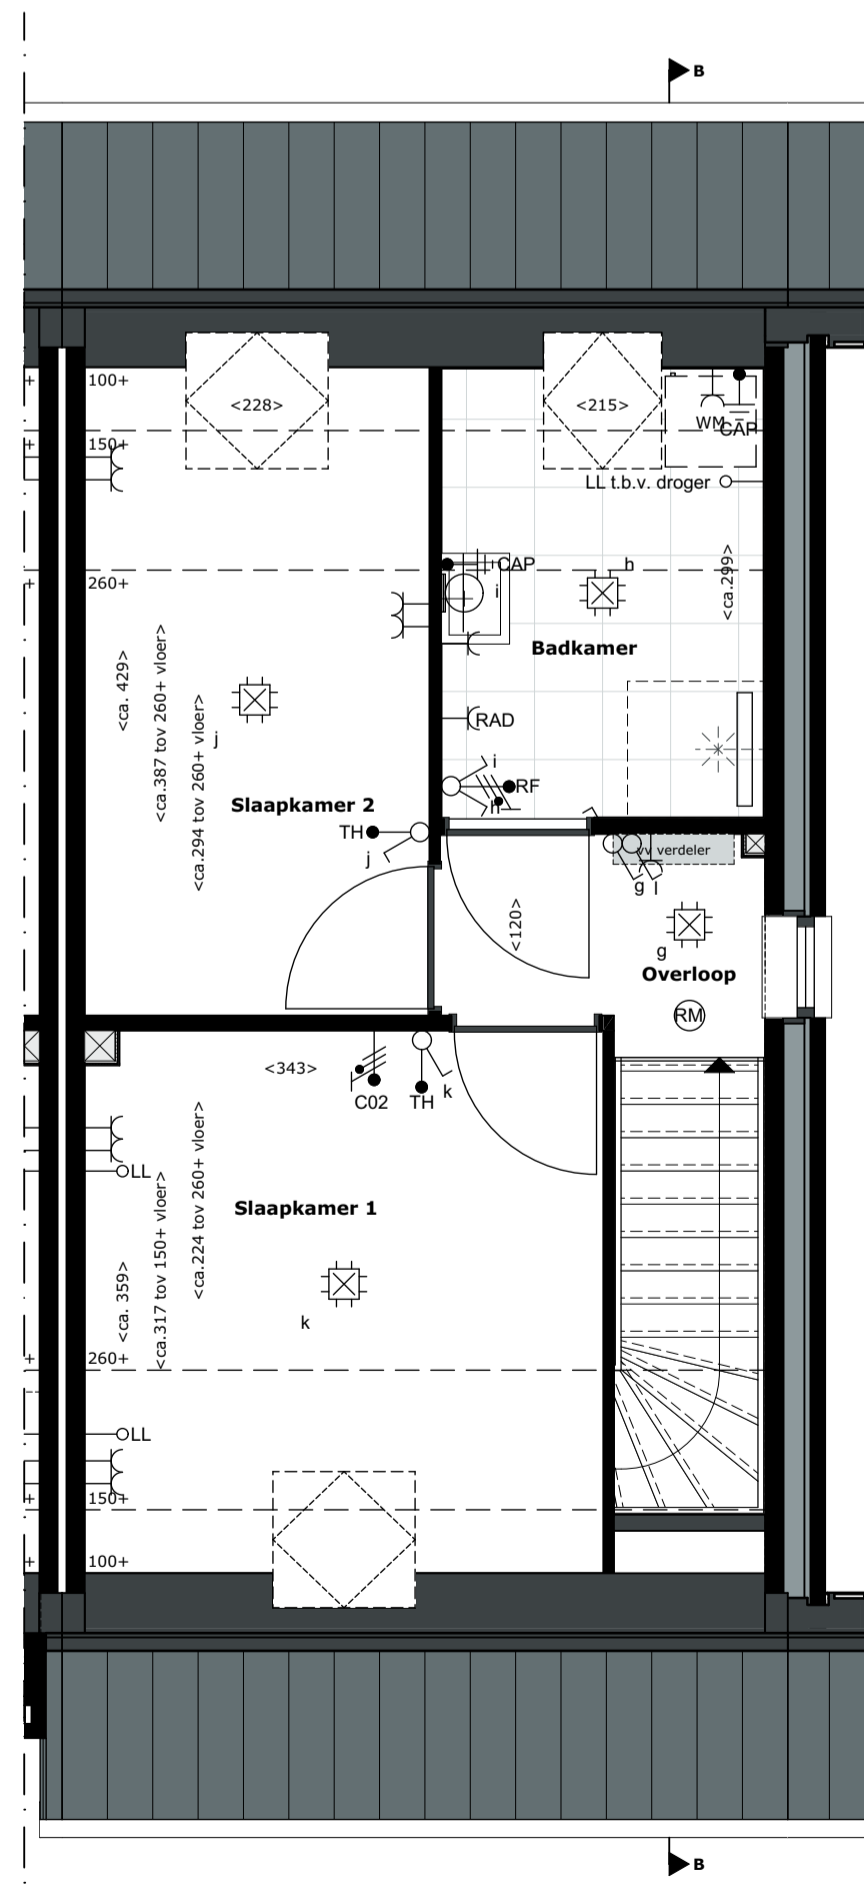 B
+
100+
<228>
<215>
WM
CAP
+
150+
LL t.b.v. droger
+
260+
CAP
h
i
<ca.299>
Badkamer
<ca. 429>
<ca.387 tov 260+ vloer>
<ca.294 tov 260+ vloer>
j
RAD
i
RF
h
Slaapkamer 2
TH
j
vv verdeler
g
l
<120>
g
Overloop
RM
<343>
C02
TH
k
LL
<ca. 359>
<ca.317 tov 150+ vloer>
<ca.224 tov 260+ vloer>
Slaapkamer 1
k
+
260+
LL
+
150+
+
100+
B